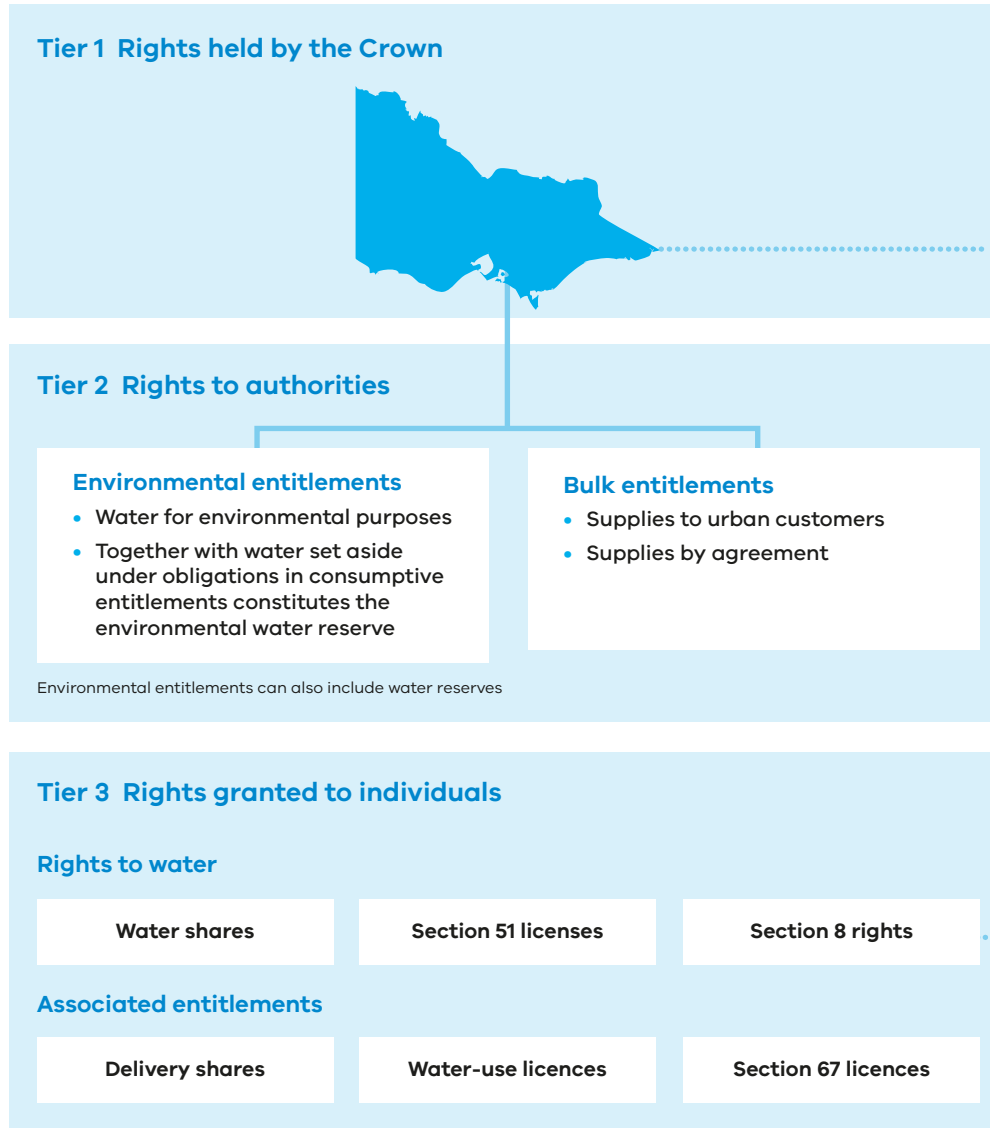 Tier 1 Rights held by the Crown
Tier 2 Rights to authorities
Environmental entitlements
• Water for environmental purposes
• Together with water set aside
under obligations in consumptive
entitlements constitutes the
environmental water reserve
Bulk entitlements
• Supplies to urban customers
• Supplies by agreement
Environmental entitlements can also include water reserves
Tier 3 Rights granted to individuals
Rights to water
Water shares
Section 51 licenses
Section 8 rights
Associated entitlements
Delivery shares
Water-use licences
Section 67 licences